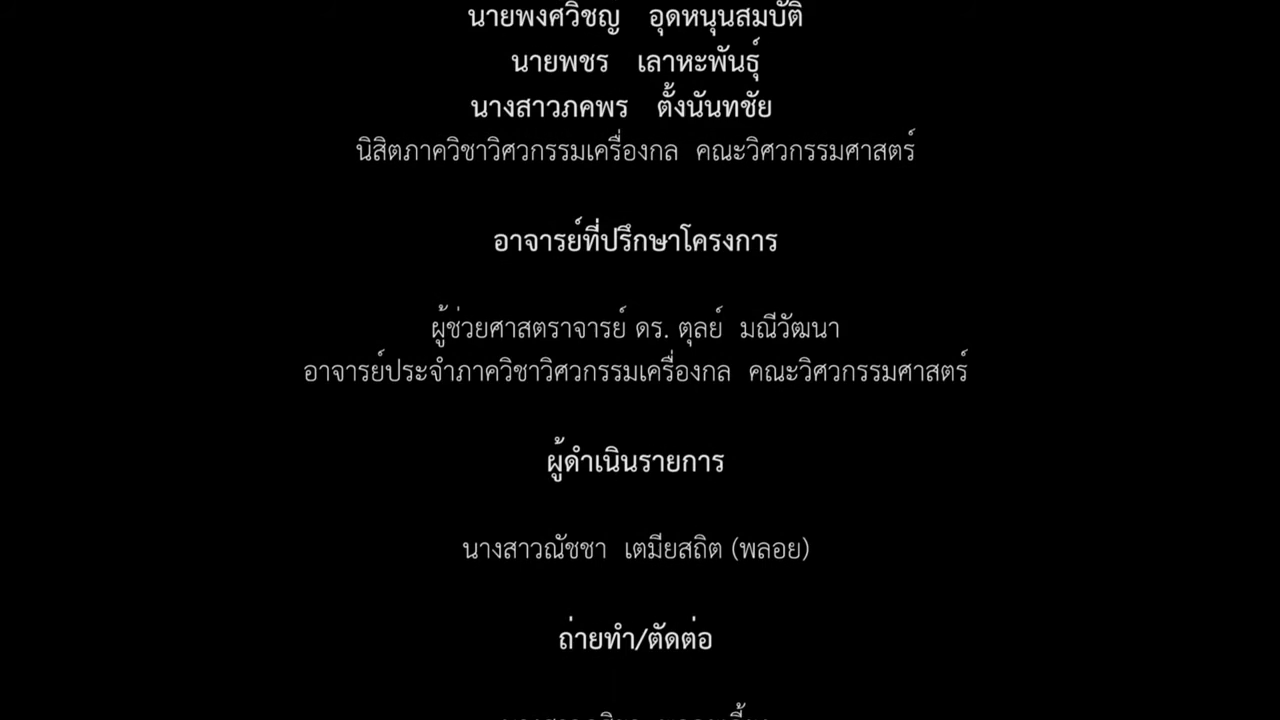 นายพงศวิชญ อุดหนุนสมบัติ
นายพชร เลาหะพันธุ์
นางสาวภคพร ตั้งนันทชัย
นิสิตภาควิชาวิศวกรรมเครื่องกล คณะวิศวกรรมศาสตร์
อาจารย์ที่ปรึกษาโครงการ
ผู้ช่วยศาสตราจารย์ ดร. ตุลย์ มณีวัฒนา
อาจารย์ประจำภาควิชาวิศวกรรมเครื่องกล คณะวิศวกรรมศาสตร์
ผู้ดำเนินรายการ
นางสาวณัชชา เตมียสถิต (พลอย)
ถ่ายทำ/ตัดต่อ